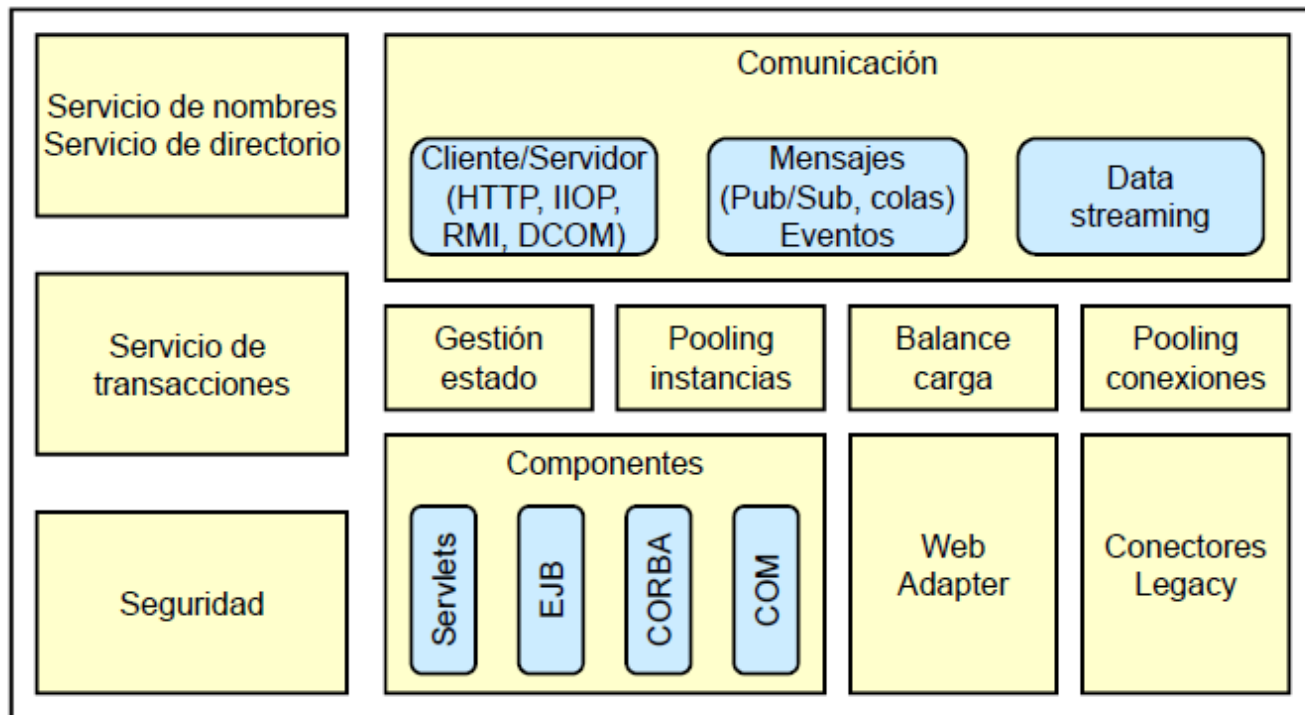 Servicio de nombres
Servicio de directorio
Comunicación
Cliente/Servidor
(HTTP, IIOP,
RMI, DCOM)
Mensajes
(Pub/Sub, colas)
Eventos
Data
streaming
Servicio de
transacciones
Gestión
estado
Pooling
instancias
Balance
carga
Pooling
conexiones
Seguridad
Componentes
Servlets
EJB
CORBA
COM
Web
Adapter
Conectores
Legacy